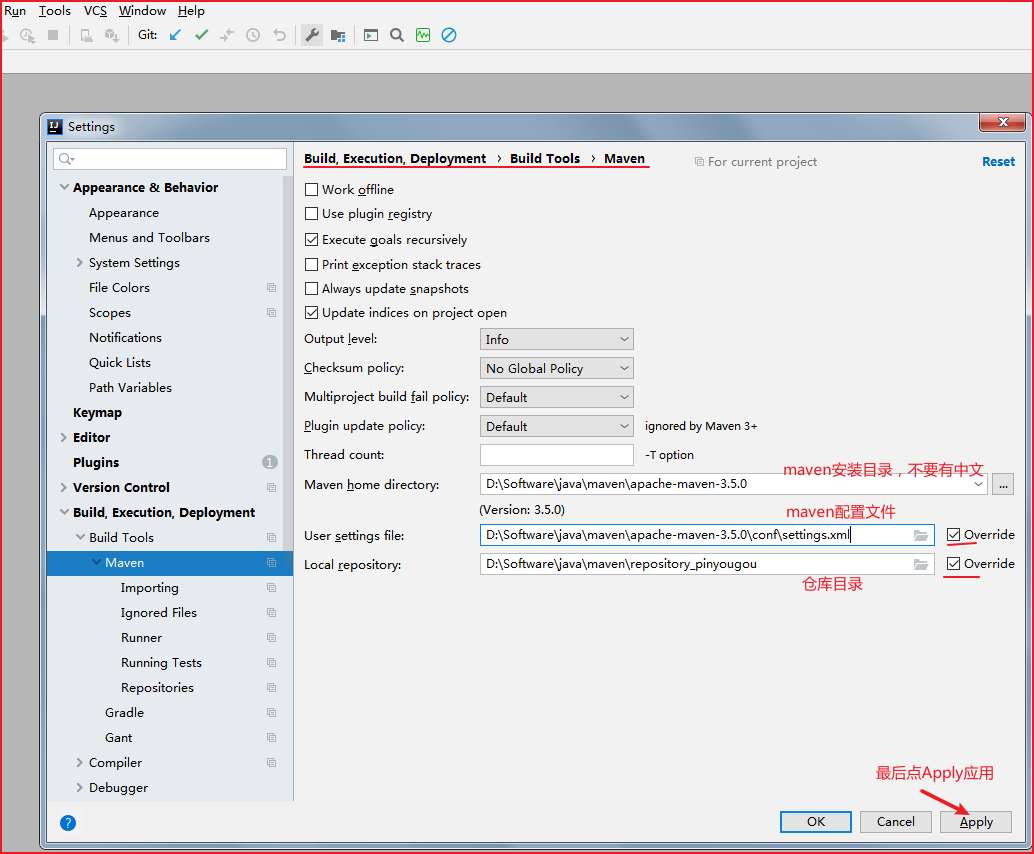 Run Tools VCS Window Help
Git:
Settings
Build, Execution, Deployment › Build Tools › Maven
For current project
Reset
Appearance & Behavior
Appearance
Menus and Toolbars
System Settings
File Colors
Scopes
Notifications
Quick Lists
Path Variables
Keymap
Editor
Plugins 1
Version Control
Build, Execution, Deployment
Build Tools
Maven
Importing
Ignored Files
Runner
Running Tests
Repositories
Gradle
Gant
Compiler
Debugger
Work offline
Use plugin registry
Execute goals recursively
Print exception stack traces
Always update snapshots
Update indices on project open
Output level: Info
Checksum policy: No Global Policy
Multiproject build fail policy: Default
Plugin update policy: Default ignored by Maven 3+
Thread count: -T option
maven安装目录，不要有中文
Maven home directory: D:\Software\java\maven\apache-maven-3.5.0 ...
(Version: 3.5.0)
maven配置文件
User settings file: D:\Software\java\maven\apache-maven-3.5.0\conf\settings.xml Override
Local repository: D:\Software\java\maven\repository_pinyougou Override
仓库目录
最后点Apply应用
? OK Cancel Apply